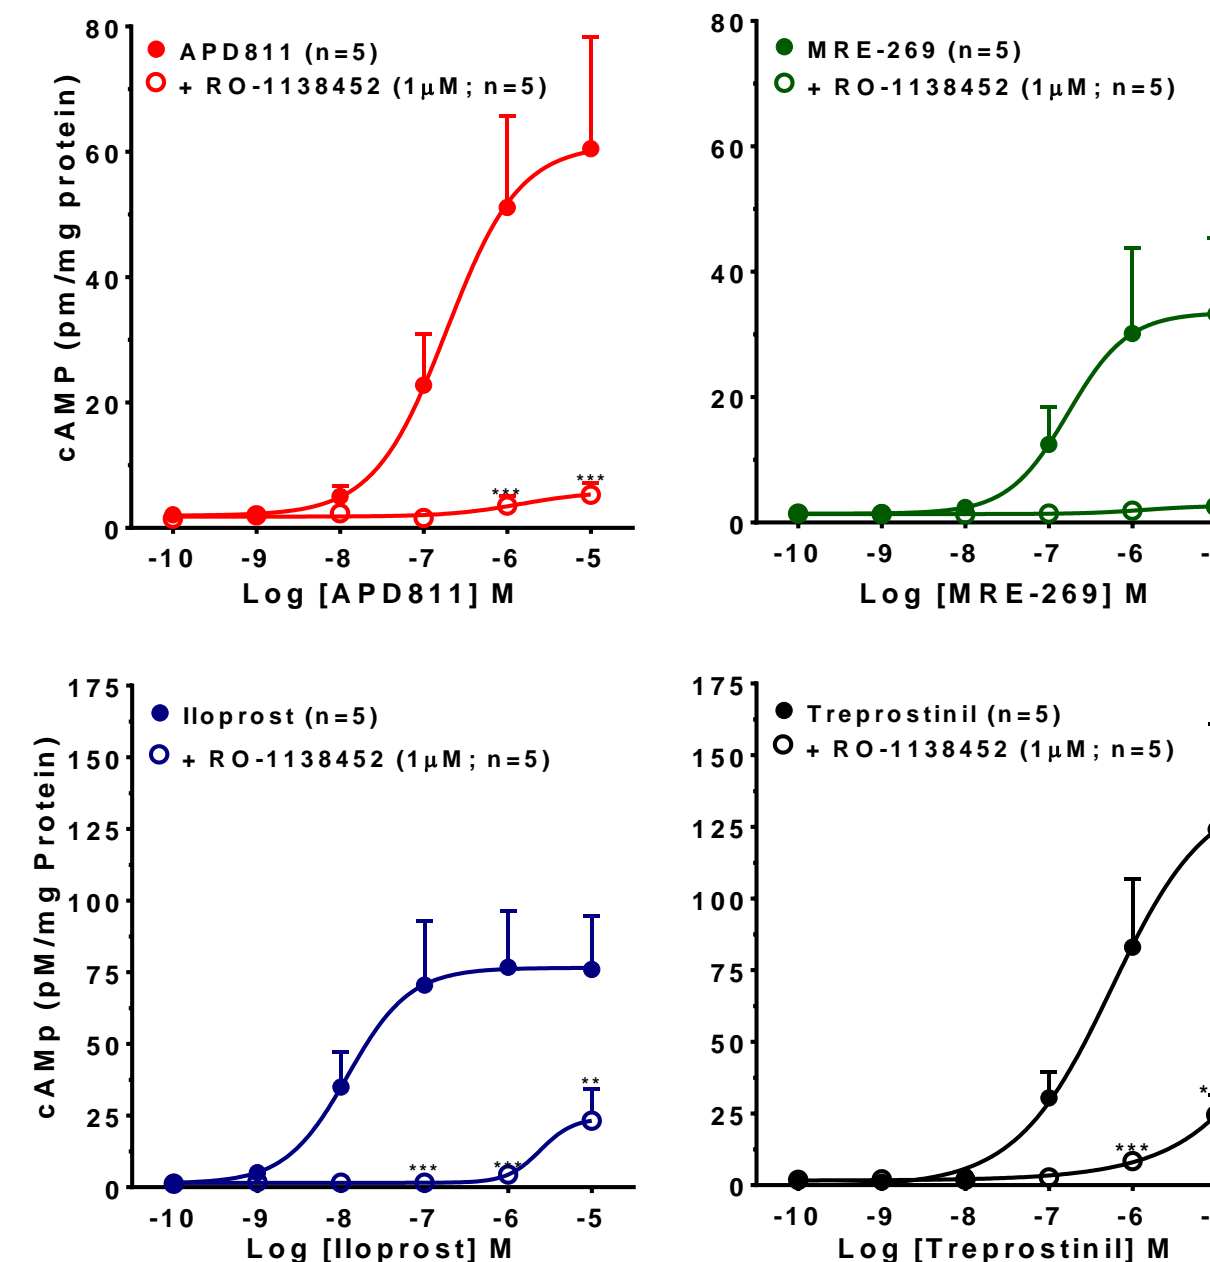 80
APD811 (n=5)
+ RO-1138452 (1μM; n=5)
60
40
20
0
cAMP (pm/mg protein)
***
***
-10 -9 -8 -7 -6 -5
Log [APD811] M
80
MRE-269 (n=5)
+ RO-1138452 (1μM; n=5)
60
40
20
0
-10 -9 -8 -7 -6
Log [MRE-269] M
175
Iloprost (n=5)
+ RO-1138452 (1μM; n=5)
150
125
100
75
50
25
0
cAMp (pM/mg Protein)
***
***
**
-10 -9 -8 -7 -6 -5
Log [Iloprost] M
175
Treprostinil (n=5)
+ RO-1138452 (1μM; n=5)
150
125
100
75
50
25
0
***
-10 -9 -8 -7 -6
Log [Treprostinil] M